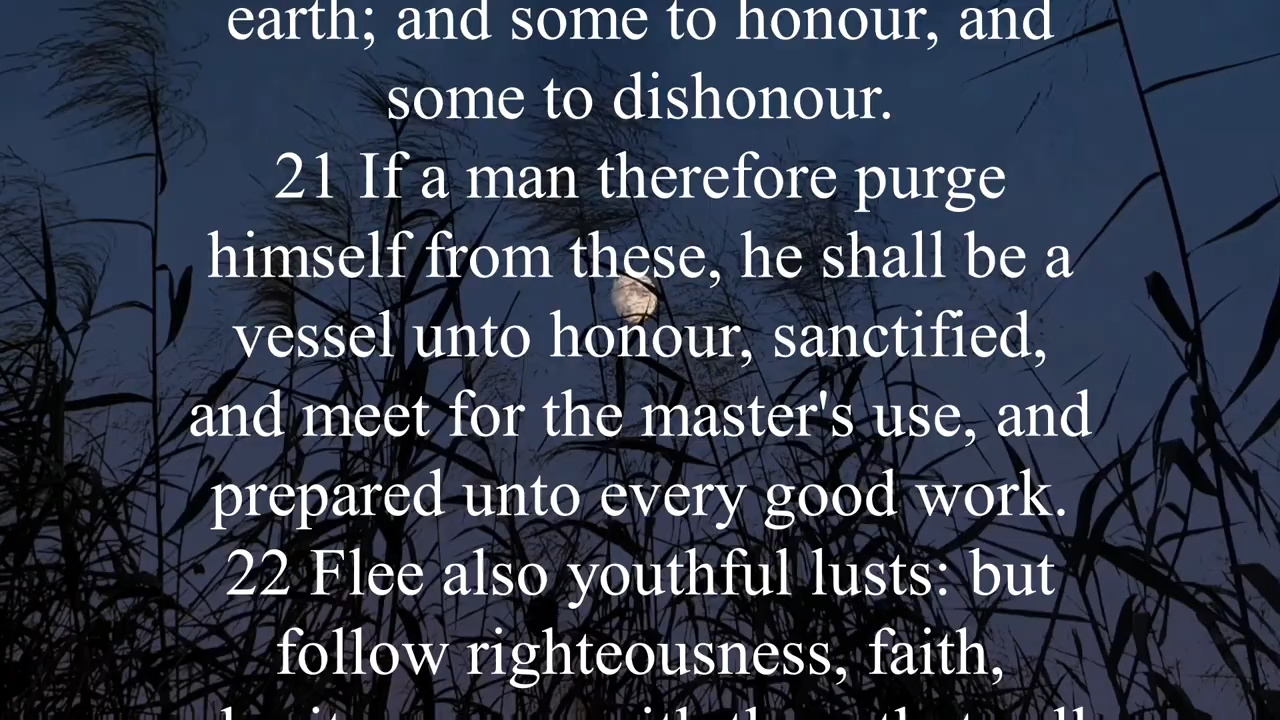 earth; and some to honour, and
some to dishonour.
21 If a man therefore purge
himself from these, he shall be a
vessel unto honour, sanctified,
and meet for the master's use, and
prepared unto every good work.
22 Flee also youthful lusts: but
follow righteousness, faith,